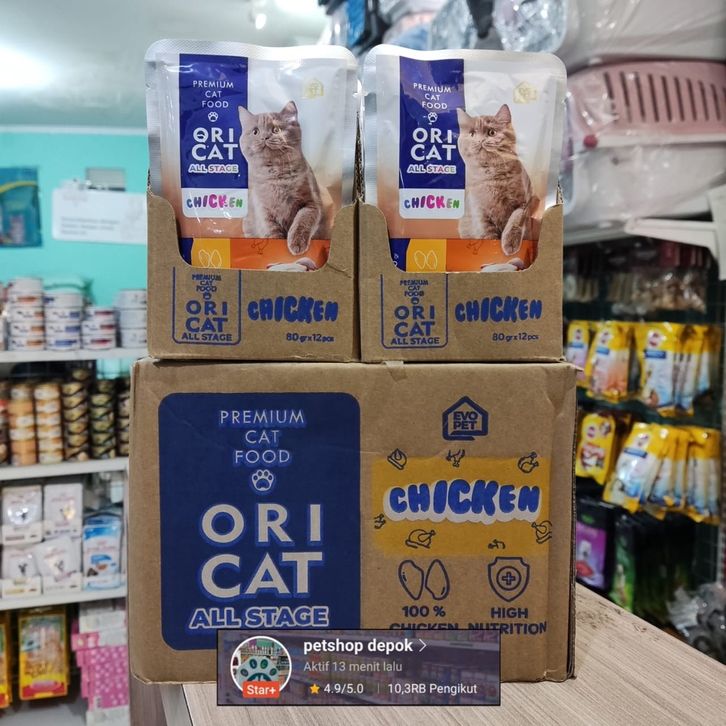 PREMIUM
CAT
FOOD
ORI
CAT
ALL STAGE
CHICKEN
PREMIUM
CAT
FOOD
ORI
CAT
ALL STAGE
CHICKEN
EVO
PET
PREMIUM
CAT
FOOD
ORI
CAT
ALL STAGE
CHICKEN
80 gr x 12 pcs
PREMIUM
CAT
FOOD
ORI
CAT
ALL STAGE
CHICKEN
80 gr x 12 pcs
PREMIUM
CAT
FOOD
ORI
CAT
ALL STAGE
EVO
PET
CHICKEN
100 %
CHICKEN
HIGH
NUTRITION
petshop depok
Aktif 13 menit lalu
Star+
4.9/5.0
10,3RB Pengikut